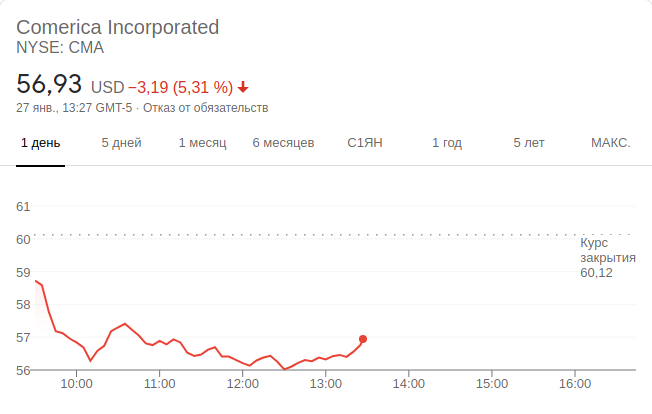 Comerica Incorporated
NYSE: CMA
56,93 USD −3,19 (5,31 %)
27 янв., 13:27 GMT-5 · Отказ от обязательств
1 день 5 дней 1 месяц 6 месяцев С1ЯН 1 год 5 лет МАКС.
61
60
Курс
закрытия
60,12
59
58
57
56
10:00 11:00 12:00 13:00 14:00 15:00 16:00